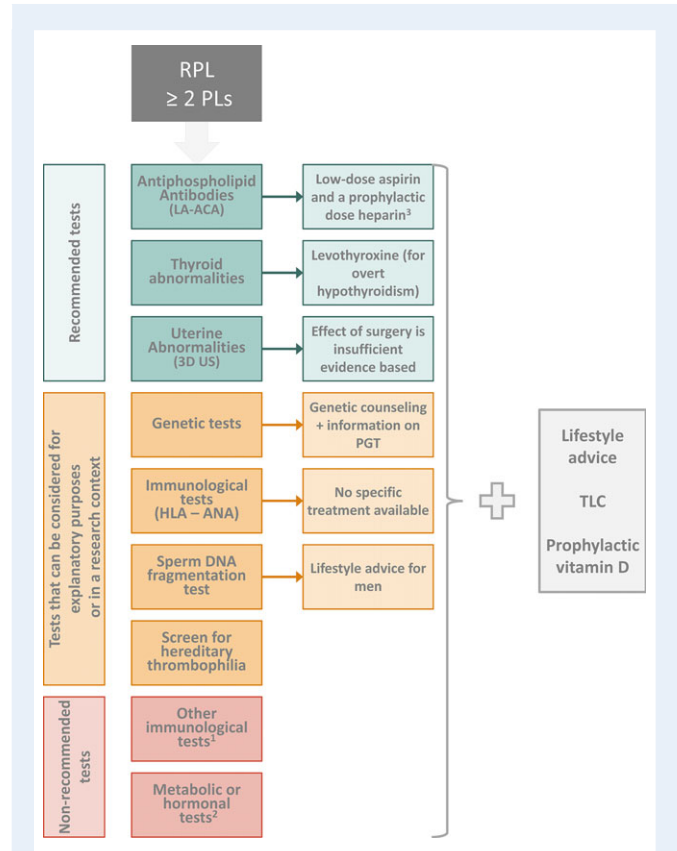 RPL
≥ 2 PLs
Recommended tests
Antiphospholipid
Antibodies
(LA-ACA)
Low-dose aspirin
and a prophylactic
dose heparin³
Thyroid
abnormalities
Levothyroxine (for
overt
hypothyroidism)
Uterine
Abnormalities
(3D US)
Effect of surgery is
insufficient
evidence based
Tests that can be considered for
explanatory purposes
or in a research context
Genetic tests
Genetic counseling
+ information on
PGT
Immunological
tests
(HLA – ANA)
No specific
treatment available
Sperm DNA
fragmentation
test
Lifestyle advice for
men
Screen for
hereditary
thrombophilia
Non-recommended
tests
Other
immunological
tests¹
Metabolic or
hormonal
tests²
Lifestyle
advice
TLC
Prophylactic
vitamin D